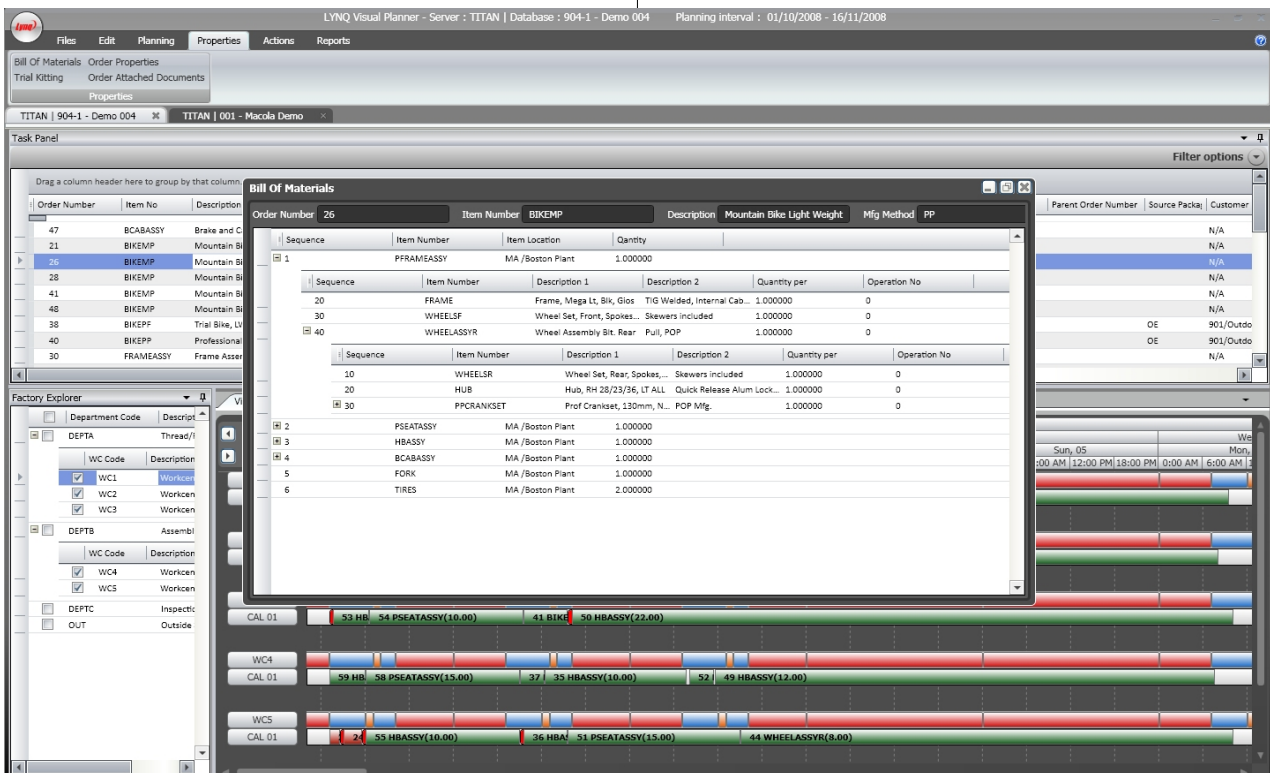 LYNQ Visual Planner - Server : TITAN | Database : 904-1 - Demo 004 Planning interval : 01/10/2008 - 16/11/2008
lynq
Files Edit Planning Properties Actions Reports
Bill Of Materials Order Properties
Trial Kitting Order Attached Documents
Properties
TITAN | 904-1 - Demo 004 TITAN | 001 - Macola Demo
Task Panel
Filter options
Drag a column header here to group by that column.
Order Number Item No Description Parent Order Number Source Packa Customer
47 BCABASSY Brake and C N/A
21 BIKEMP Mountain Bi N/A
26 BIKEMP Mountain Bi N/A
28 BIKEMP Mountain Bi N/A
41 BIKEMP Mountain Bi N/A
48 BIKEMP Mountain Bi N/A
38 BIKEPF Trial Bike, LV OE 901/Outdo
40 BIKEPP Professional OE 901/Outdo
30 FRAMEASSY Frame Asser N/A
Bill Of Materials
Order Number 26 Item Number BIKEMP Description Mountain Bike Light Weight Mfg Method PP
Sequence Item Number Item Location Qantity
1 PFRAMEASSY MA /Boston Plant 1.000000
Sequence Item Number Description 1 Description 2 Quantity per Operation No
20 FRAME Frame, Mega Lt, Blk, Gios TIG Welded, Internal Cab... 1.000000 0
30 WHEELSF Wheel Set, Front, Spokes... Skewers included 1.000000 0
40 WHEELASSYR Wheel Assembly Blt. Rear Pull, POP 1.000000 0
Sequence Item Number Description 1 Description 2 Quantity per Operation No
10 WHEELSR Wheel Set, Rear, Spokes,... Skewers included 1.000000 0
20 HUB Hub, RH 28/23/36, LT ALL Quick Release Alum Lock... 1.000000 0
30 PPCRANKSET Prof Crankset, 130mm, N... POP Mfg. 1.000000 0
2 PSEATASSY MA /Boston Plant 1.000000
3 HBASSY MA /Boston Plant 1.000000
4 BCABASSY MA /Boston Plant 1.000000
5 FORK MA /Boston Plant 1.000000
6 TIRES MA /Boston Plant 2.000000
Factory Explorer
Vi
Department Code Descript
DEPTA Thread/
WC Code Description
WC1 Workcen
WC2 Workcen
WC3 Workcen
DEPTB Assembl
WC Code Description
WC4 Workcen
WC5 Workcen
DEPTC Inspectic
OUT Outside
We
Sun, 05 Mon,
:00 AM 12:00 PM 18:00 PM 0:00 AM 6:00 AM
CAL 01 53 HB 54 PSEATASSY(10.00) 41 BIKE 50 HBASSY(22.00)
WC4
CAL 01 59 HB 58 PSEATASSY(15.00) 37 35 HBASSY(10.00) 52 49 HBASSY(12.00)
WC5
CAL 01 24 55 HBASSY(10.00) 36 HBA 51 PSEATASSY(15.00) 44 WHEELASSYR(8.00)